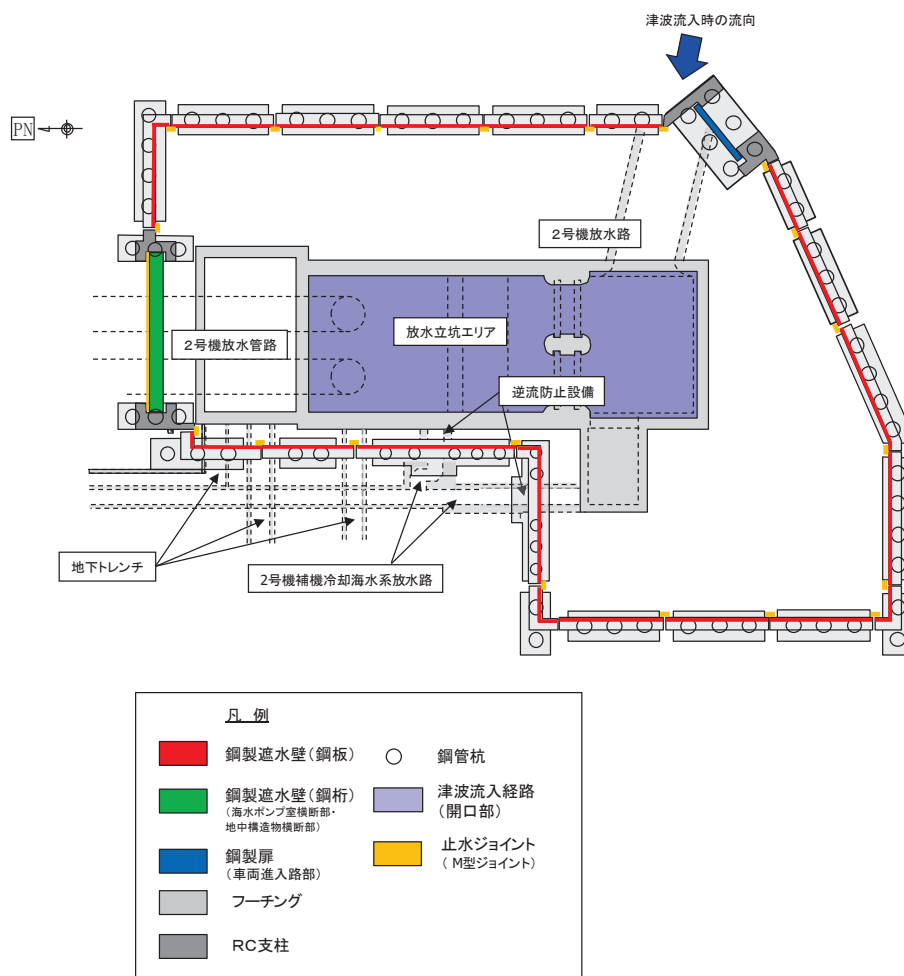 津波流入時の流向
PN
2号機放水路
放水立坑エリア
2号機放水管路
逆流防止設備
地下トレンチ
2号機補機冷却海水系放水路
凡 例
鋼製遮水壁(鋼板)
鋼管杭
鋼製遮水壁(鋼桁)
(海水ポンプ室横断部・
地中構造物横断部)
津波流入経路
(開口部)
鋼製扉
(車両進入路部)
止水ジョイント
( M型ジョイント)
フーチング
RC支柱